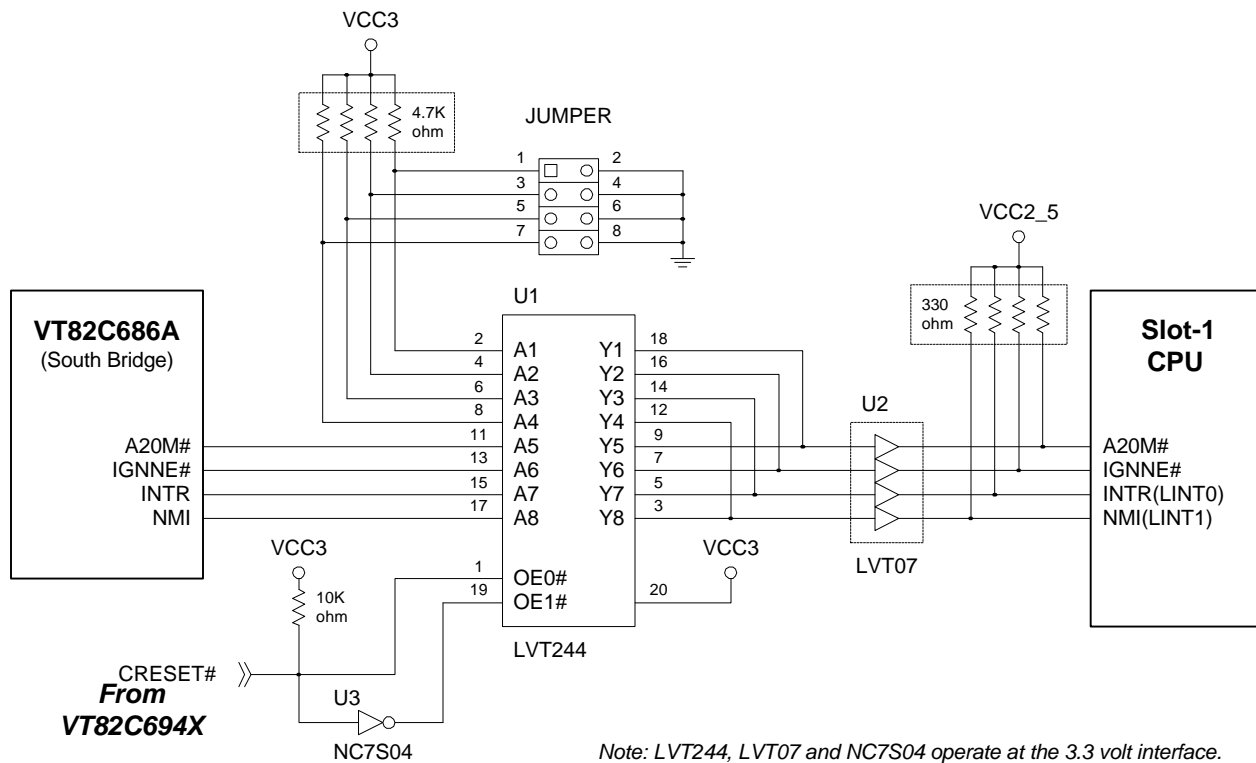 VCC3
4.7K
ohm
JUMPER
1 2
3 4
5 6
7 8
VCC2_5
330
ohm
U1
VT82C686A
(South Bridge)
Slot-1
CPU
2 A1 Y1 18
4 A2 Y2 16
6 A3 Y3 14
8 A4 Y4 12
U2
A20M# 11 A5 Y5 9 A20M#
IGNNE# 13 A6 Y6 7 IGNNE#
INTR 15 A7 Y7 5 INTR(LINT0)
NMI 17 A8 Y8 3 NMI(LINT1)
LVT07
VCC3
VCC3
1 OE0#
19 OE1# 20
10K
ohm
LVT244
CRESET#
From
VT82C694X
U3
NC7S04
Note: LVT244, LVT07 and NC7S04 operate at the 3.3 volt interface.